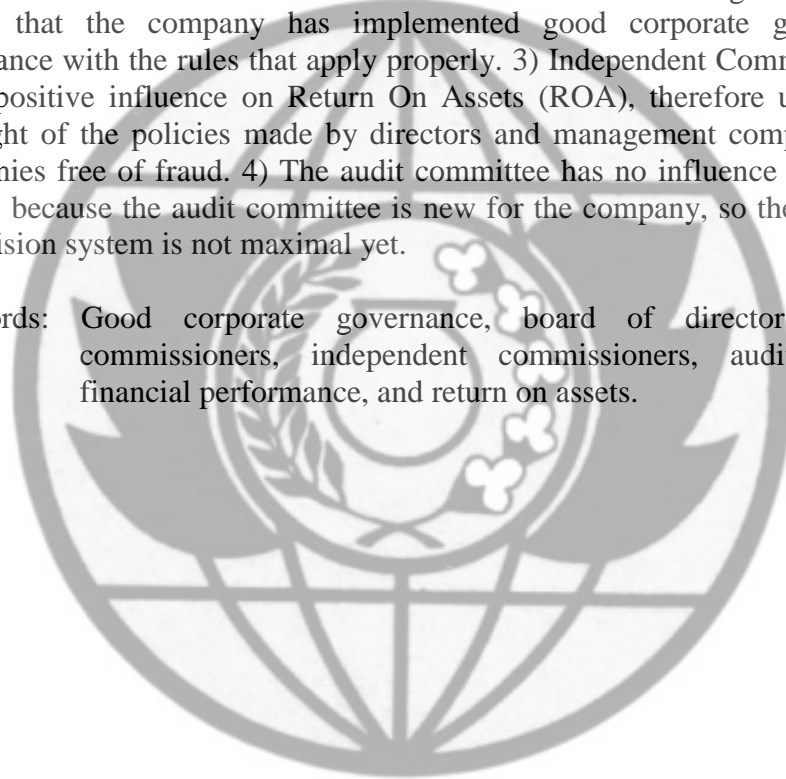 that the company has implemented good corporate g
ance with the rules that apply properly. 3) Independent Comm
positive influence on Return On Assets (ROA), therefore u
ght of the policies made by directors and management comp
nies free of fraud. 4) The audit committee has no influence
because the audit committee is new for the company, so the
ision system is not maximal yet.
rds: Good corporate governance, board of director
commissioners, independent commissioners, audit
financial performance, and return on assets.